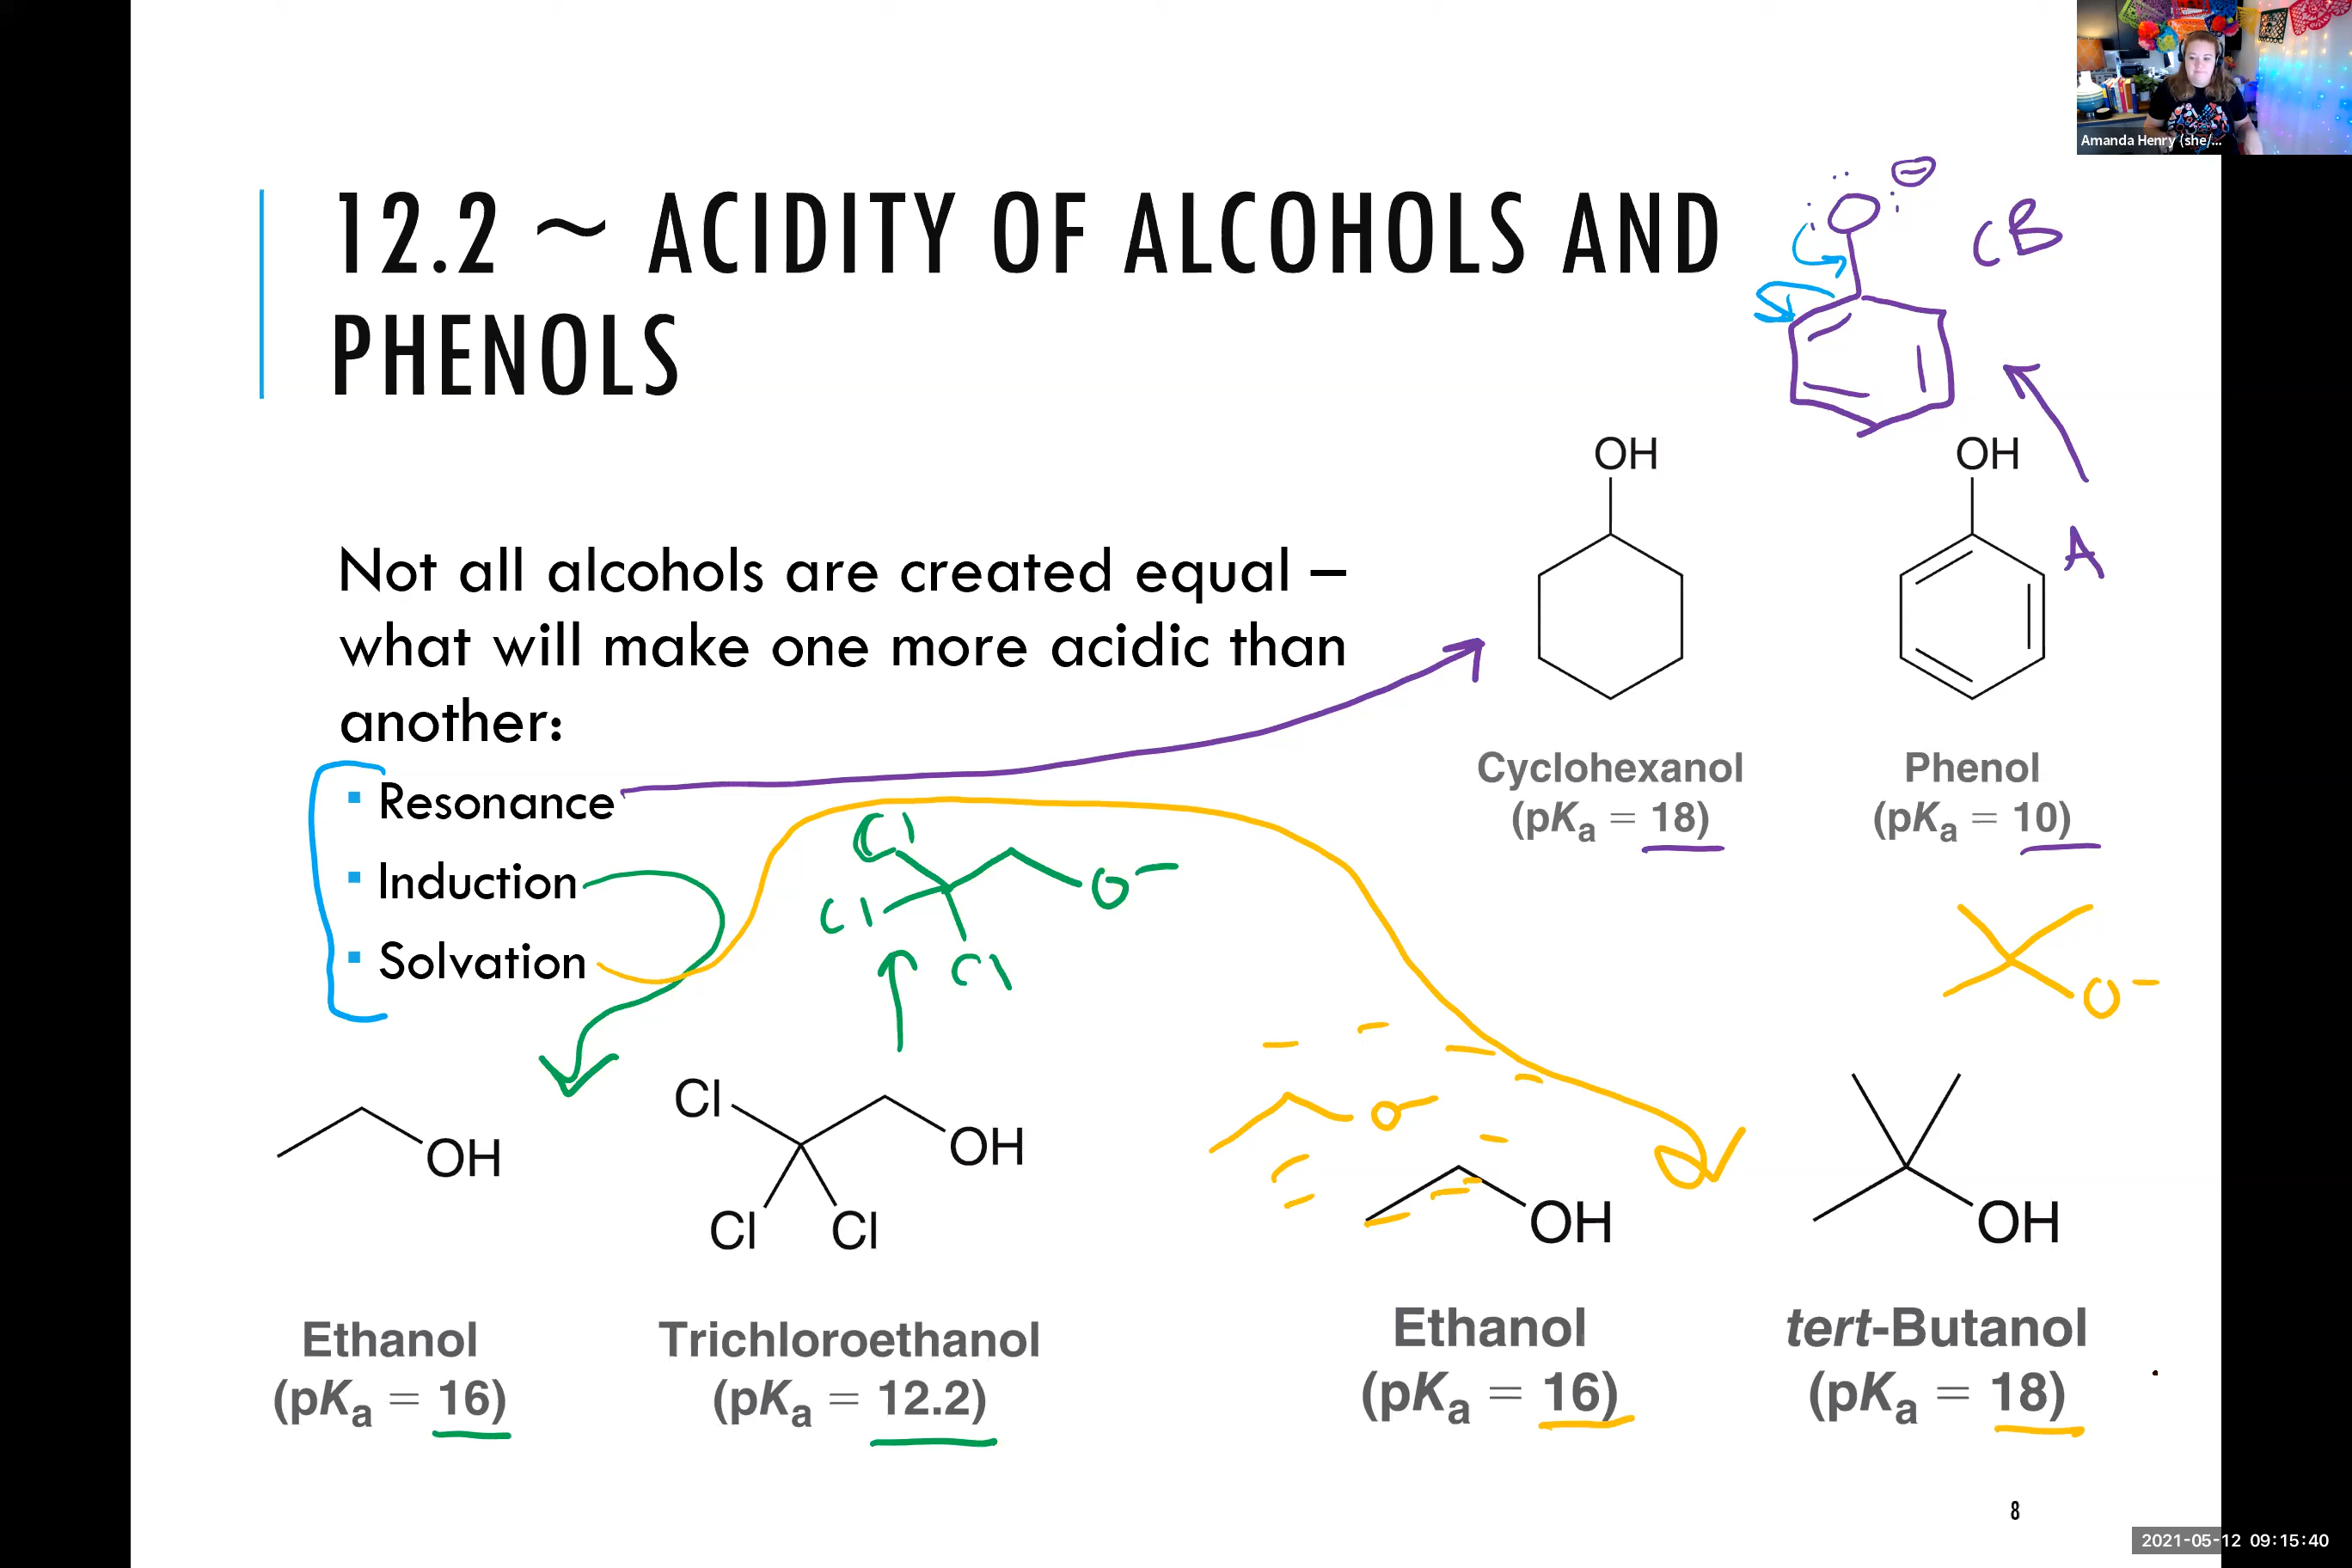 Amanda Henry (she/...
12.2 ~ ACIDITY OF ALCOHOLS AND
PHENOLS
CB
O
OH
OH
A
Not all alcohols are created equal –
what will make one more acidic than
another:
Cyclohexanol
(pKa = 18)
Phenol
(pKa = 10)
▪ Resonance
▪ Induction
▪ Solvation
Cl
Cl
Cl
O-
O-
O-
OH
Cl
OH
Cl
Cl
OH
OH
Ethanol
(pKa = 16)
Trichloroethanol
(pKa = 12.2)
Ethanol
(pKa = 16)
tert-Butanol
(pKa = 18)
8
2021-05-12 09:15:40